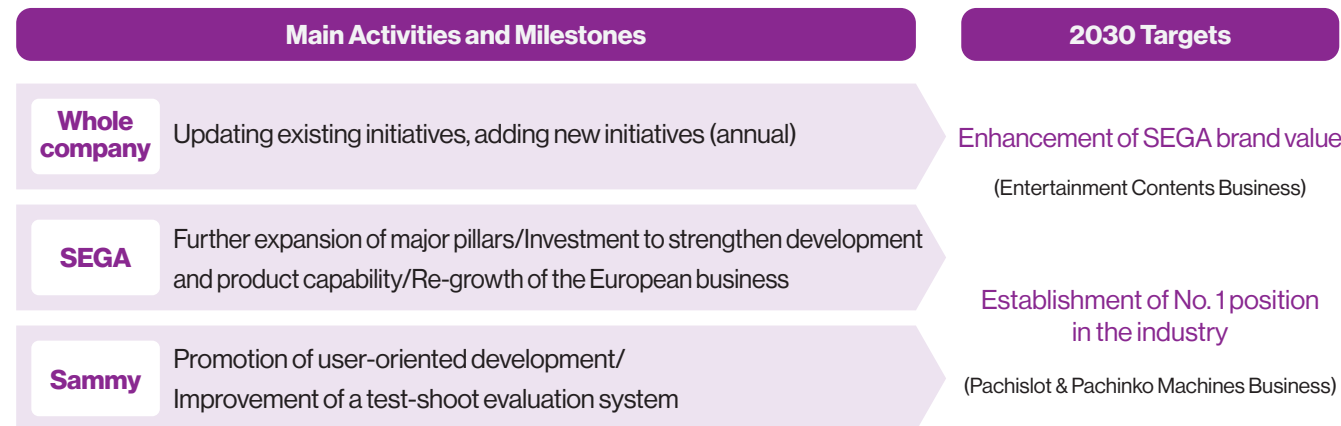 Main Activities and Milestones
2030 Targets
Whole
company
Updating existing initiatives, adding new initiatives (annual)
SEGA
Further expansion of major pillars/Investment to strengthen development
and product capability/Re-growth of the European business
Sammy
Promotion of user-oriented development/
Improvement of a test-shoot evaluation system
Enhancement of SEGA brand value
(Entertainment Contents Business)
Establishment of No. 1 position
in the industry
(Pachislot & Pachinko Machines Business)